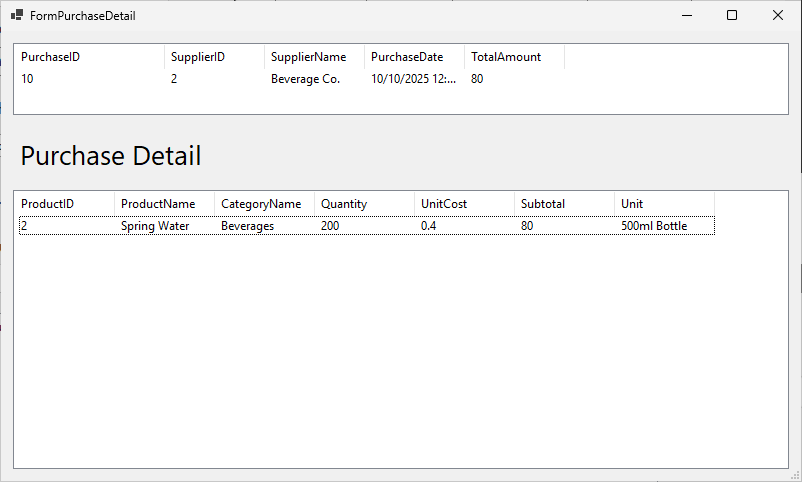 FormPurchaseDetail
PurchaseID SupplierID SupplierName PurchaseDate TotalAmount
10 2 Beverage Co. 10/10/2025 12:... 80
Purchase Detail
ProductID ProductName CategoryName Quantity UnitCost Subtotal Unit
2 Spring Water Beverages 200 0.4 80 500ml Bottle